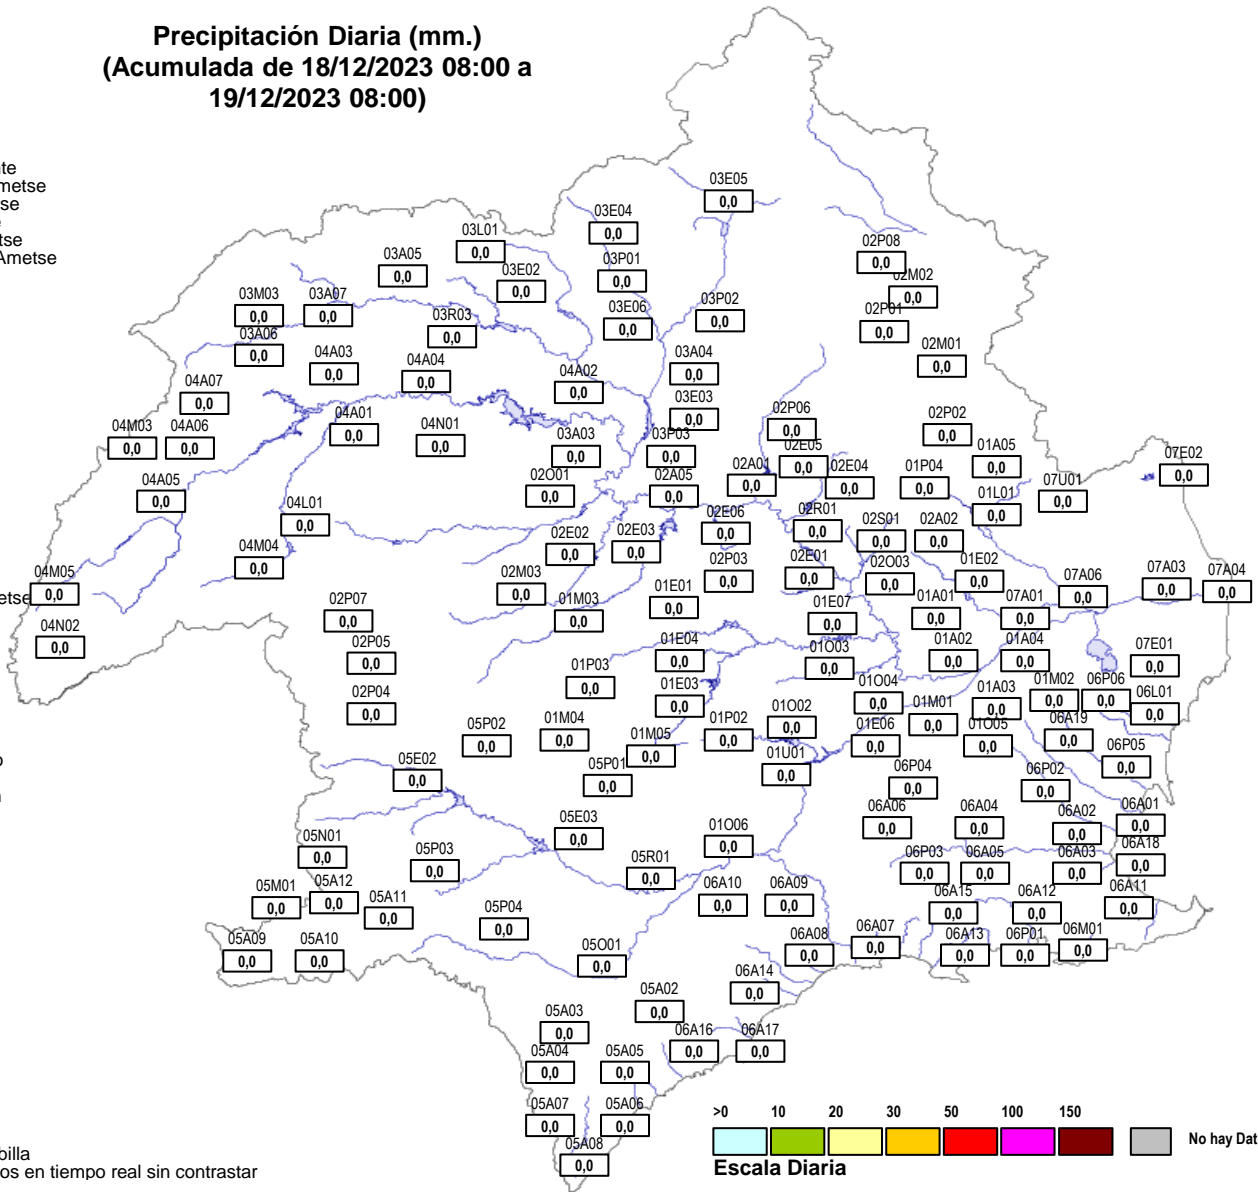 Precipitación Diaria (mm.)
(Acumulada de 18/12/2023 08:00 a
19/12/2023 08:00)
nte
metse
se
e
tse
Ametse
etse
o
n
billa
os en tiempo real sin contrastar
03E05
0,0
03E04
0,0
03L01
0,0
02P08
0,0
03A05
0,0
03P01
0,0
03E02
0,0
02M02
0,0
03M03
0,0
03A07
0,0
03P02
0,0
03E06
0,0
02P01
0,0
03R03
0,0
03A06
0,0
02M01
0,0
04A03
0,0
03A04
0,0
04A04
0,0
04A02
0,0
04A07
0,0
03E03
0,0
02P06
0,0
02P02
0,0
04A01
0,0
04M03
0,0
04A06
0,0
04N01
0,0
03A03
0,0
03P03
0,0
02E05
0,0
01A05
0,0
07E02
0,0
02A01
0,0
02E04
0,0
01P04
0,0
02O01
0,0
02A05
0,0
04A05
0,0
07U01
0,0
01L01
0,0
04L01
0,0
02R01
0,0
02E06
0,0
02S01
0,0
02A02
0,0
02E02
0,0
02E03
0,0
04M04
0,0
02P03
0,0
02E01
0,0
02O03
0,0
01E02
0,0
07A03
0,0
07A04
0,0
04M05
0,0
02M03
0,0
07A06
0,0
01E01
0,0
02P07
0,0
01M03
0,0
01E07
0,0
01A01
0,0
07A01
0,0
04N02
0,0
02P05
0,0
01E04
0,0
01O03
0,0
01A02
0,0
01A04
0,0
07E01
0,0
01P03
0,0
02P04
0,0
01E03
0,0
01O04
0,0
01A03
0,0
01M02
0,0
06P06
0,0
06L01
0,0
01O02
0,0
01M01
0,0
05P02
0,0
01M04
0,0
01P02
0,0
01E06
0,0
01O05
0,0
06A19
0,0
01M05
0,0
06P05
0,0
05E02
0,0
05P01
0,0
01U01
0,0
06P04
0,0
06P02
0,0
05E03
0,0
01O06
0,0
06A06
0,0
06A04
0,0
06A02
0,0
06A01
0,0
05N01
0,0
05P03
0,0
05R01
0,0
06P03
0,0
06A05
0,0
06A03
0,0
06A18
0,0
05M01
0,0
05A12
0,0
05A11
0,0
06A10
0,0
06A09
0,0
06A15
0,0
06A12
0,0
06A11
0,0
05P04
0,0
05A09
0,0
05A10
0,0
05O01
0,0
06A08
0,0
06A07
0,0
06A13
0,0
06P01
0,0
06M01
0,0
06A14
0,0
05A02
0,0
05A03
0,0
06A16
0,0
06A17
0,0
05A04
0,0
05A05
0,0
05A07
0,0
05A06
0,0
05A08
0,0
>0 10 20 30 50 100 150
No hay Dat
Escala Diaria